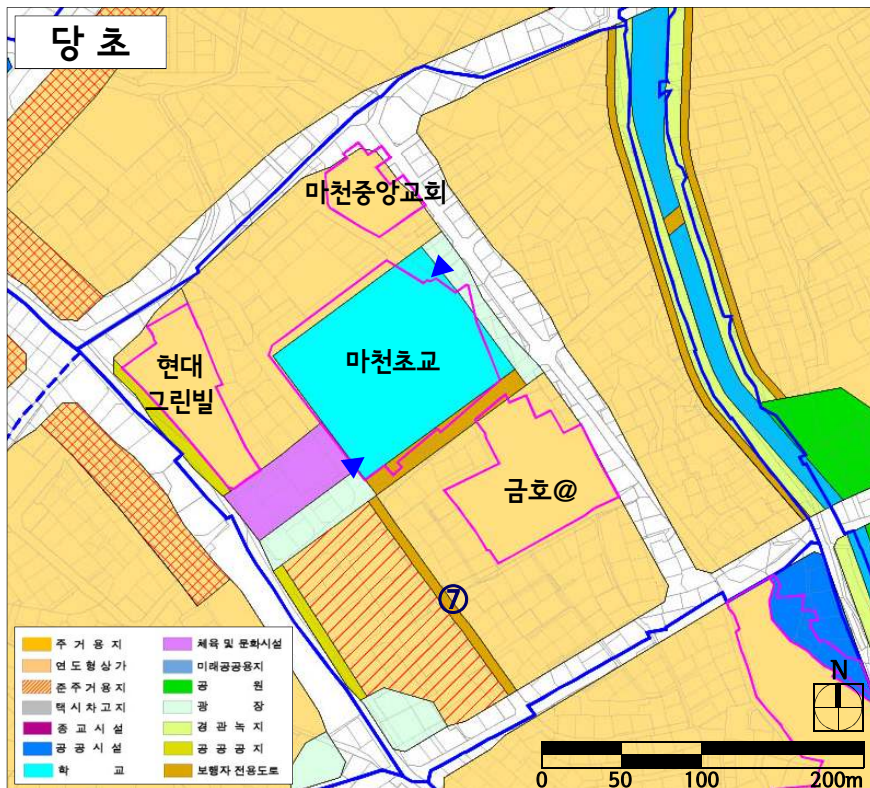 당 초
마천중앙교회
마천초교
현대
그린빌
금호@
⑦
주 거 용 지
연 도 형 상 가
준 주 거 용 지
택 시 차 고 지
종 교 시 설
공 공 시 설
학 교
체육 및 문화시설
미래공공용지
공 원
광 장
경 관 녹 지
공 공 공 지
보행자 전용도로
N
0 50 100 200m